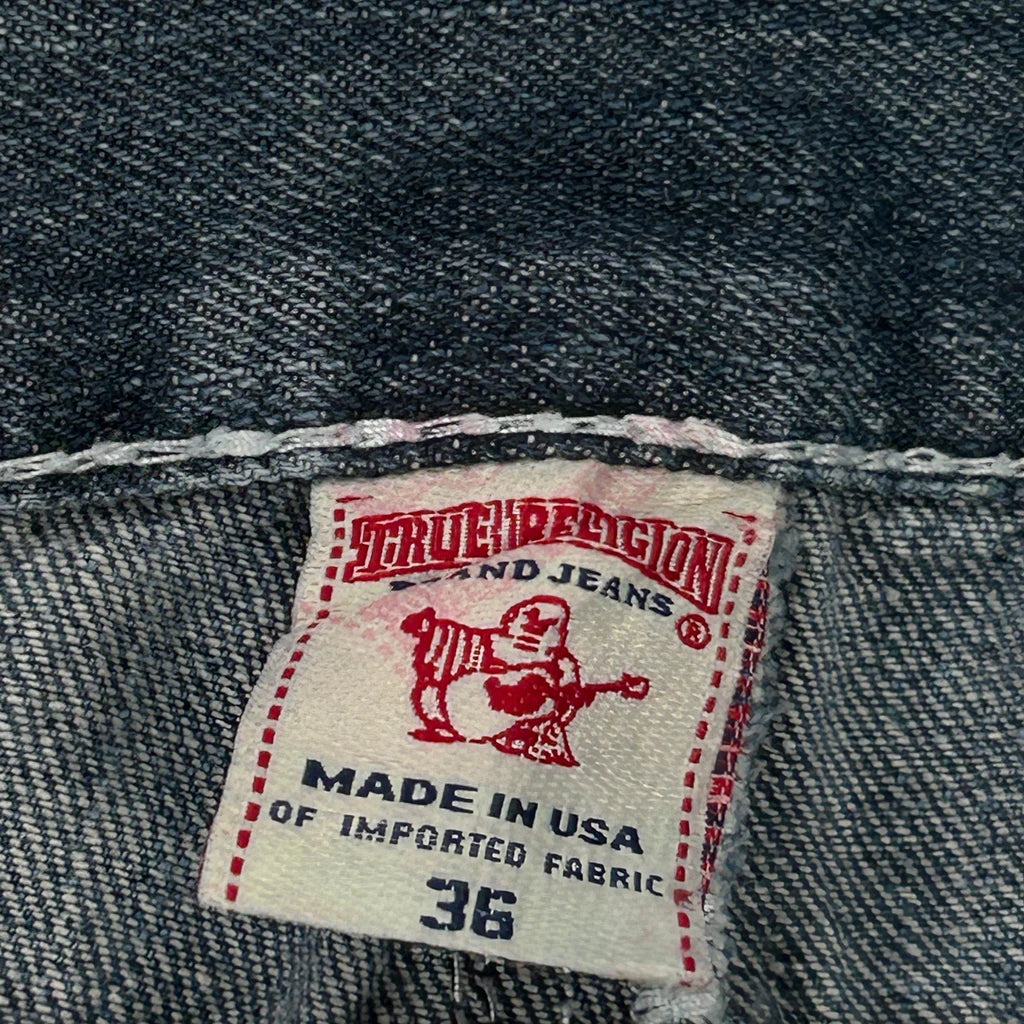 TRUE RELIGION
BRAND JEANS
®
MADE IN USA
OF IMPORTED FABRIC
36